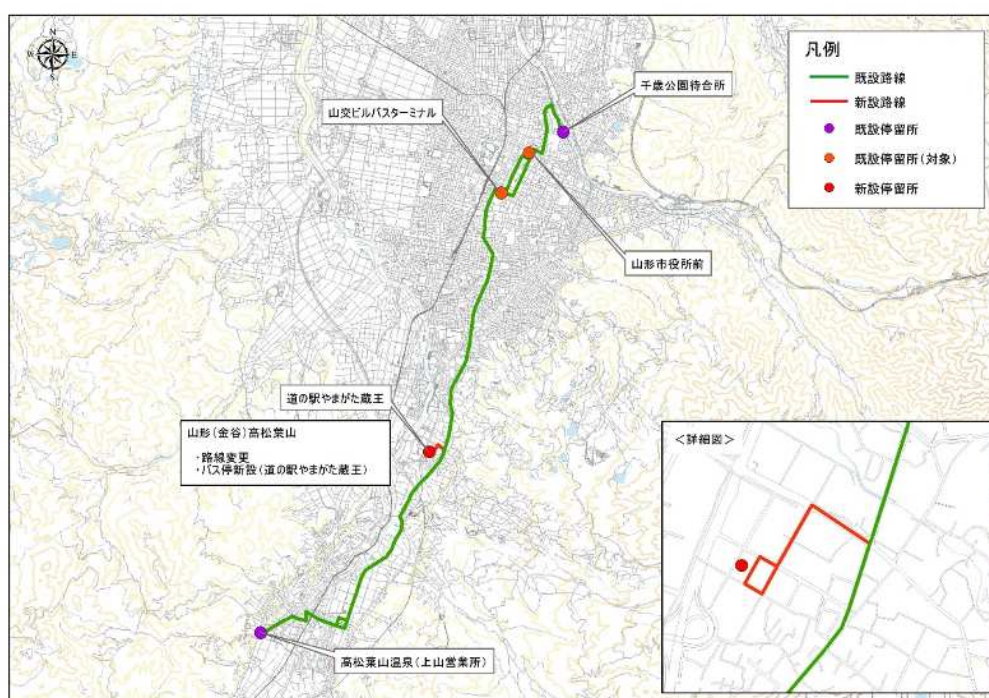 N
W
E
S
凡例
既設路線
新設路線
既設停留所
既設停留所(対象)
新設停留所
千歳公園待合所
山交ビルバスターミナル
山形市役所前
道の駅やまがた蔵王
山形(金谷)高松葉山
・路線変更
・バス停新設(道の駅やまがた蔵王)
<詳細図>
高松葉山温泉(上山営業所)